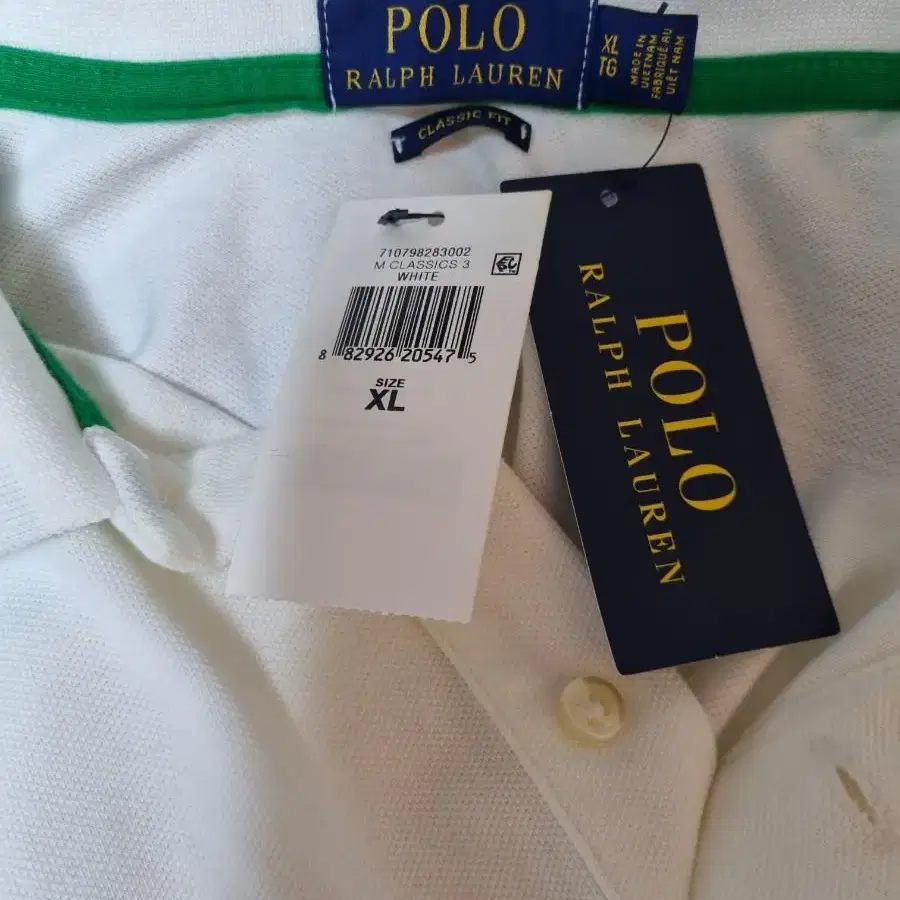 POLO
RALPH LAUREN
XL
TG
MADE IN
VIETNAM
FABRIQUÉ AU
VIÊT NAM
CLASSIC FIT
710798283002
M CLASSICS 3
WHITE
8 82926 20547 5
SIZE
XL
POLO
RALPH LAUREN